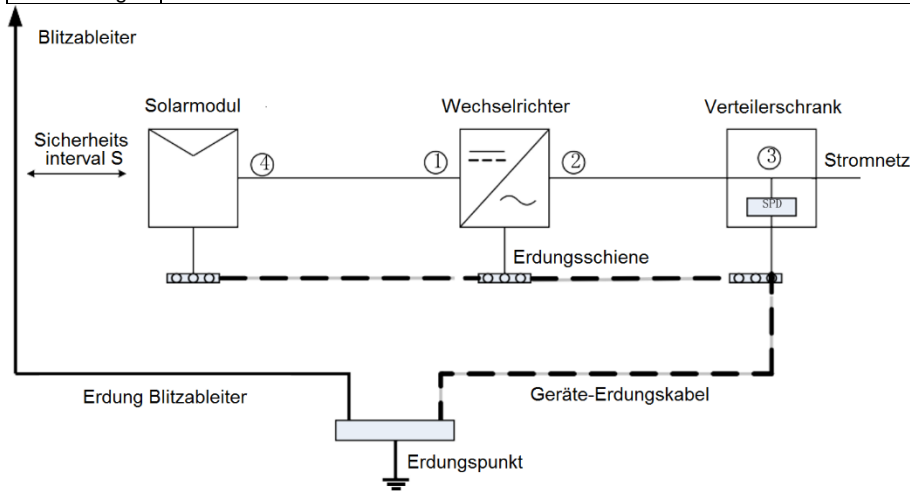 Blitzableiter
Solarmodul
Wechselrichter
Verteilerschrank
Sicherheits
interval S
④
①
②
③
Stromnetz
SPD
Erdungsschiene
Erdung Blitzableiter
Geräte-Erdungskabel
Erdungspunkt